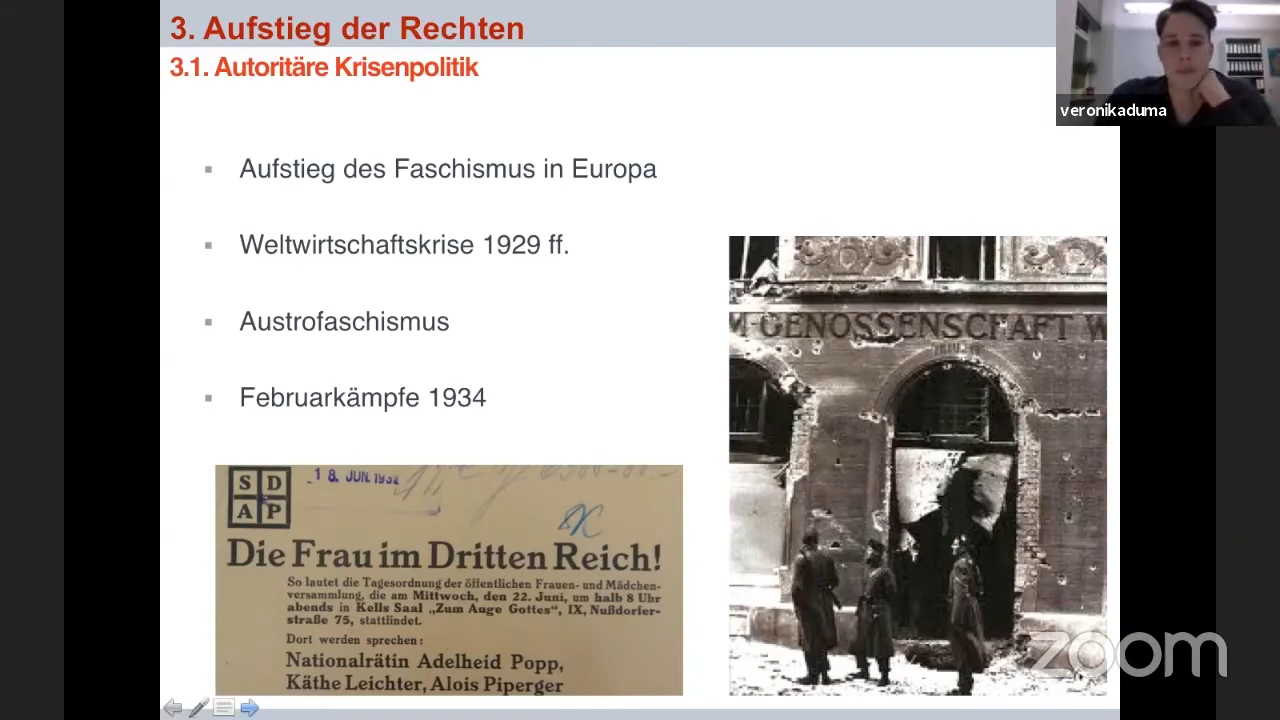 3. Aufstieg der Rechten
3.1. Autoritäre Krisenpolitik
veronikaduma
Aufstieg des Faschismus in Europa
Weltwirtschaftskrise 1929 ff.
Austrofaschismus
Februarkämpfe 1934
M-GENOSSENSCHAFT W
S D
A P
18. JUN. 1932
Die Frau im Dritten Reich!
So lautet die Tagesordnung der öffentlichen Frauen- und Mädchen-
versammlung, die am Mittwoch, den 22. Juni, um halb 8 Uhr
abends in Kells Saal „Zum Auge Gottes“, IX, Nußdorfer-
straße 75, stattfindet.
Dort werden sprechen:
Nationalrätin Adelheid Popp,
Käthe Leichter, Alois Piperger
zoom